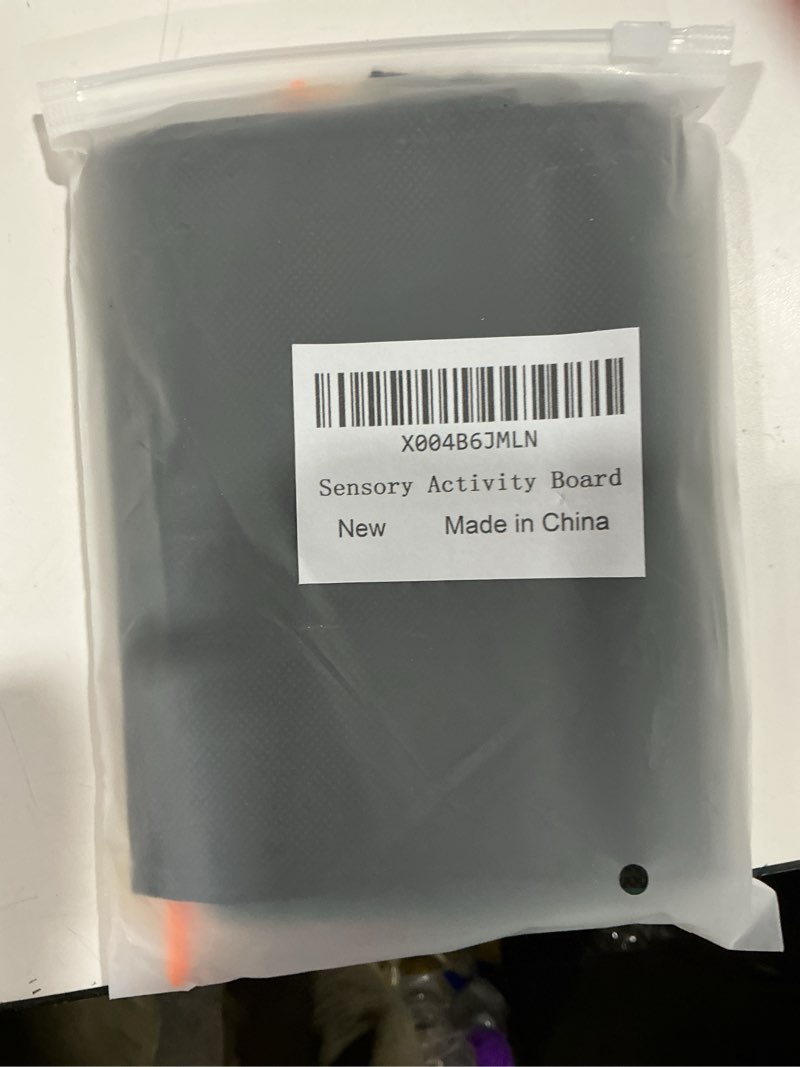 X004B6JMLN
Sensory Activity Board
New Made in China